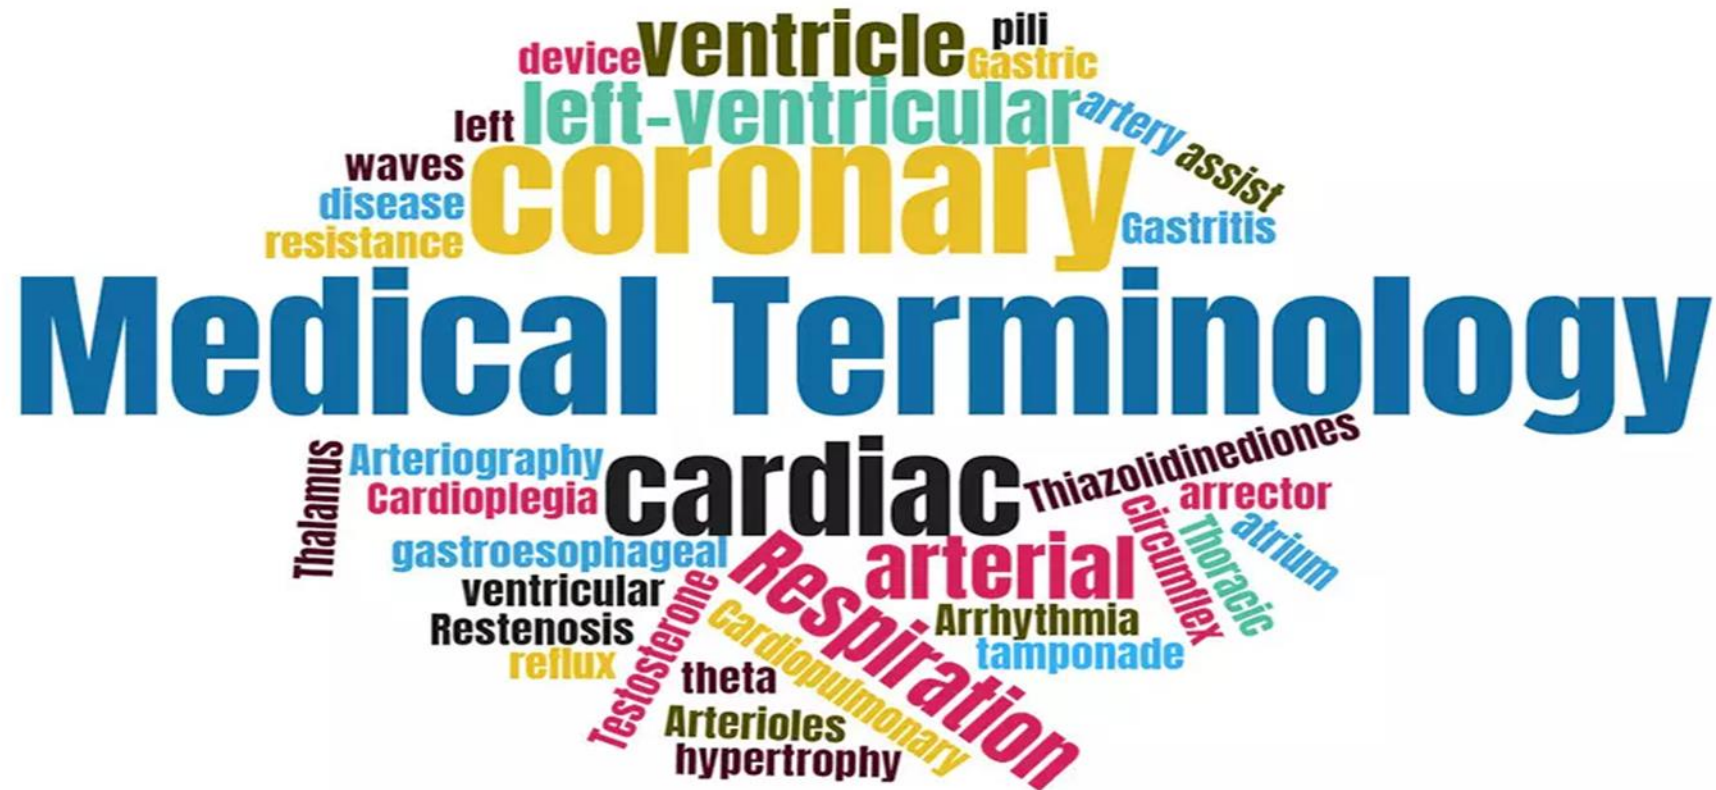 device ventricle pili
Gastric
left left-ventricular artery assist
waves
disease coronary Gastritis
resistance
Medical Terminology
Thalamus Arteriography cardiac Thiazolidinediones
Cardioplegia arrector
circumflex Thoracic atrium
gastroesophageal Respiration arterial
ventricular
Restenosis Arrhythmia
reflux tamponade
Testosterone Cardiopulmonary
theta
Arterioles
hypertrophy